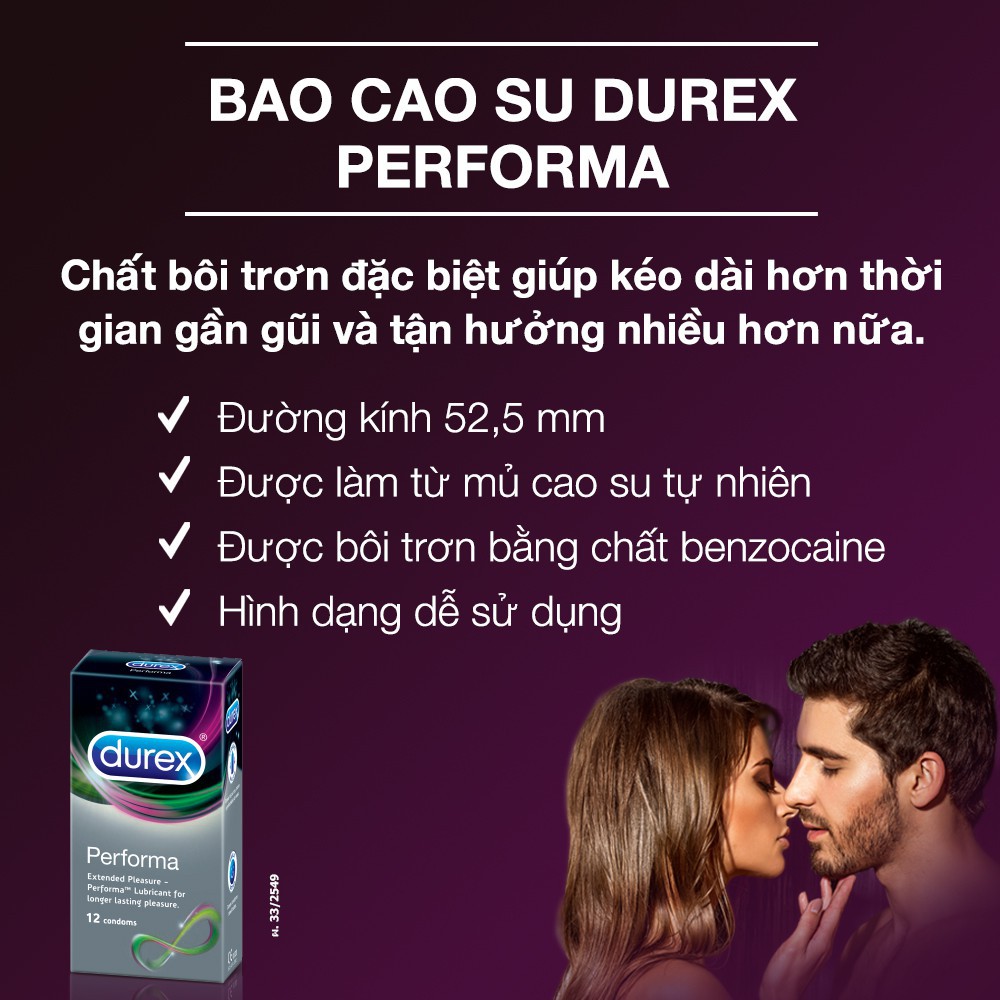 BAO CAO SU DUREX
PERFORMA
Chất bôi trơn đặc biệt giúp kéo dài hơn thời
gian gần gũi và tận hưởng nhiều hơn nữa.
Đường kính 52,5 mm
Được làm từ mủ cao su tự nhiên
Được bôi trơn bằng chất benzocaine
Hình dạng dễ sử dụng
durex
Performa
durex
durex
Performa
Extended Pleasure –
Performa™ Lubricant for
longer lasting pleasure.
12 condoms
ผ. 33/2549